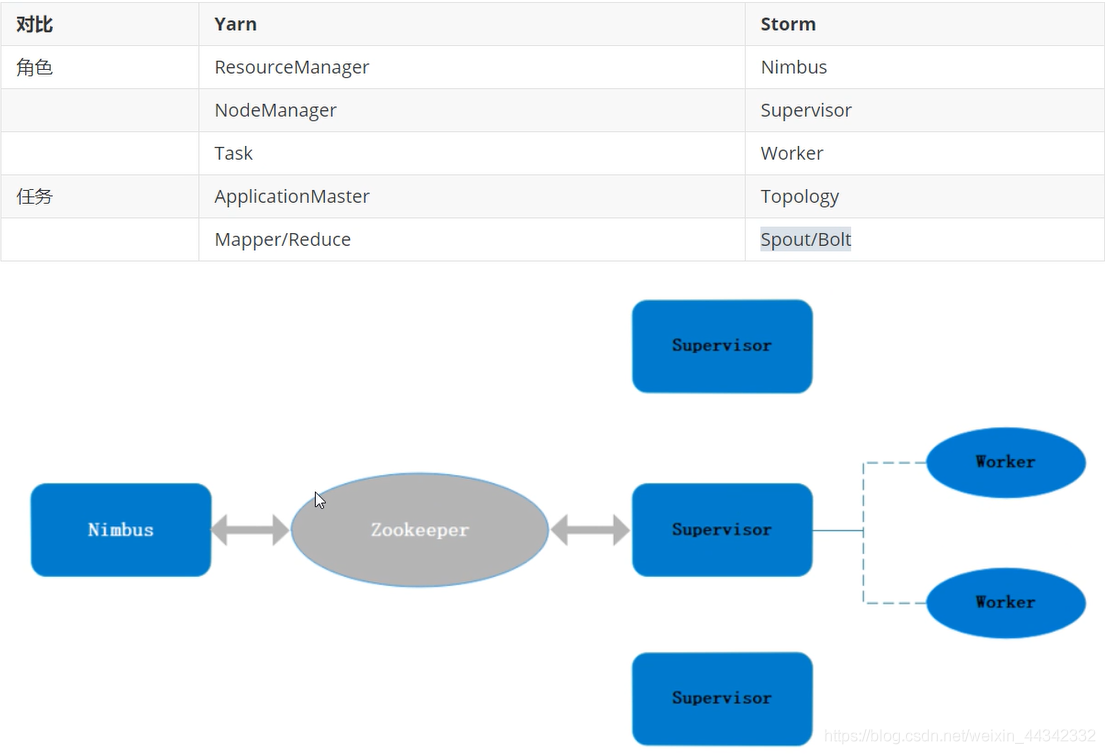 对比 Yarn Storm
角色 ResourceManager Nimbus
NodeManager Supervisor
Task Worker
任务 ApplicationMaster Topology
Mapper/Reduce Spout/Bolt
Supervisor
Worker
Nimbus Zookeeper Supervisor
Worker
Supervisor
https://blog.csdn.net/weixin_44342332